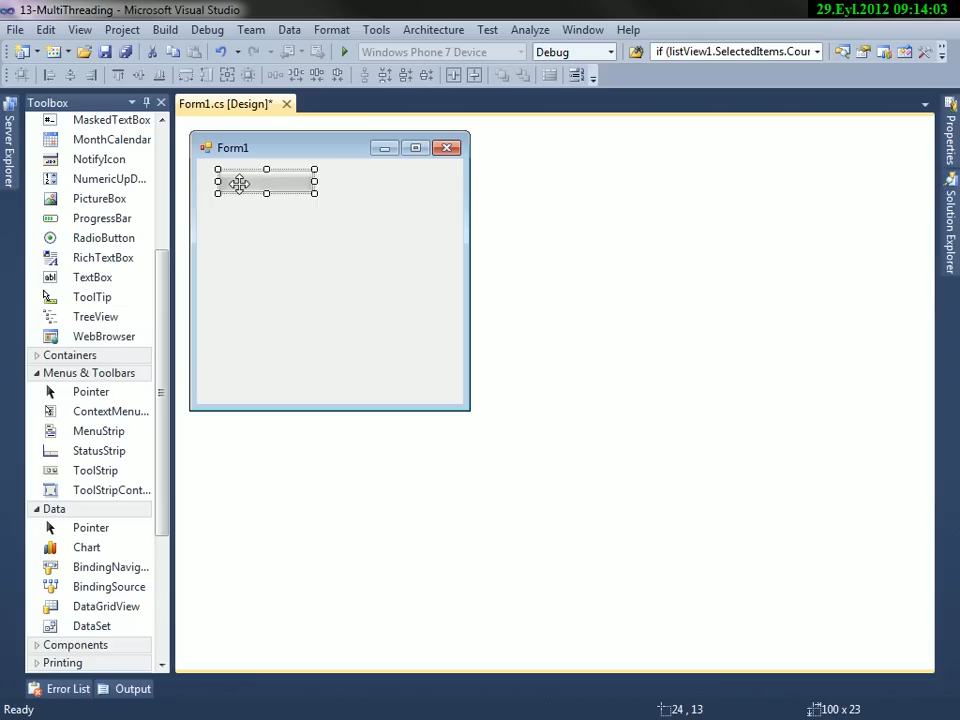 13-MultiThreading - Microsoft Visual Studio
29.Eyl.2012 09:14:03
File Edit View Project Build Debug Team Data Format Tools Architecture Test Analyze Window Help
Windows Phone 7 Device Debug if (listView1.SelectedItems.Cour
Toolbox
Form1.cs [Design]*
Server Explorer
Properties
Solution Explorer
Form1
MaskedTextBox
MonthCalendar
NotifyIcon
NumericUpD...
PictureBox
ProgressBar
RadioButton
RichTextBox
TextBox
ToolTip
TreeView
WebBrowser
Containers
Menus & Toolbars
Pointer
ContextMenu...
MenuStrip
StatusStrip
ToolStrip
ToolStripCont...
Data
Pointer
Chart
BindingNavig...
BindingSource
DataGridView
DataSet
Components
Printing
Error List Output
Ready 24 , 13 100 x 23